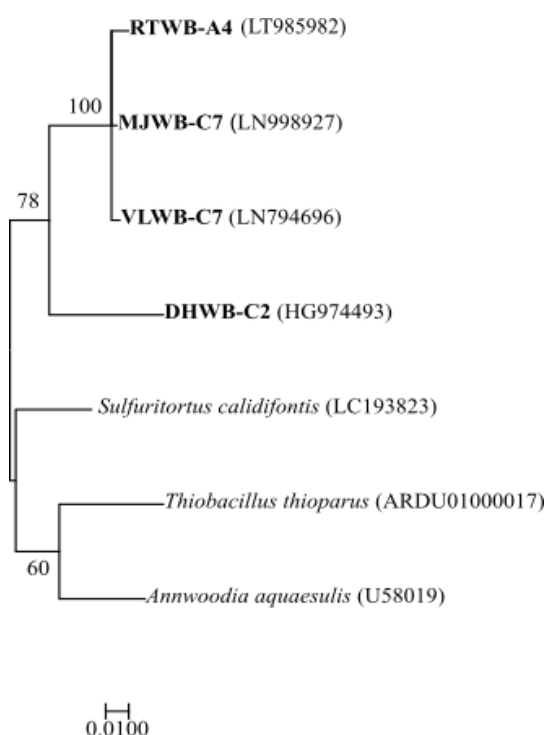 RTWB-A4 (LT985982)
100
MJWB-C7 (LN998927)
78
VLWB-C7 (LN794696)
DHWB-C2 (HG974493)
Sulfuritortus calidifontis (LC193823)
Thiobacillus thioparus (ARDU01000017)
60
Annwoodia aquaesulis (U58019)
0.0100